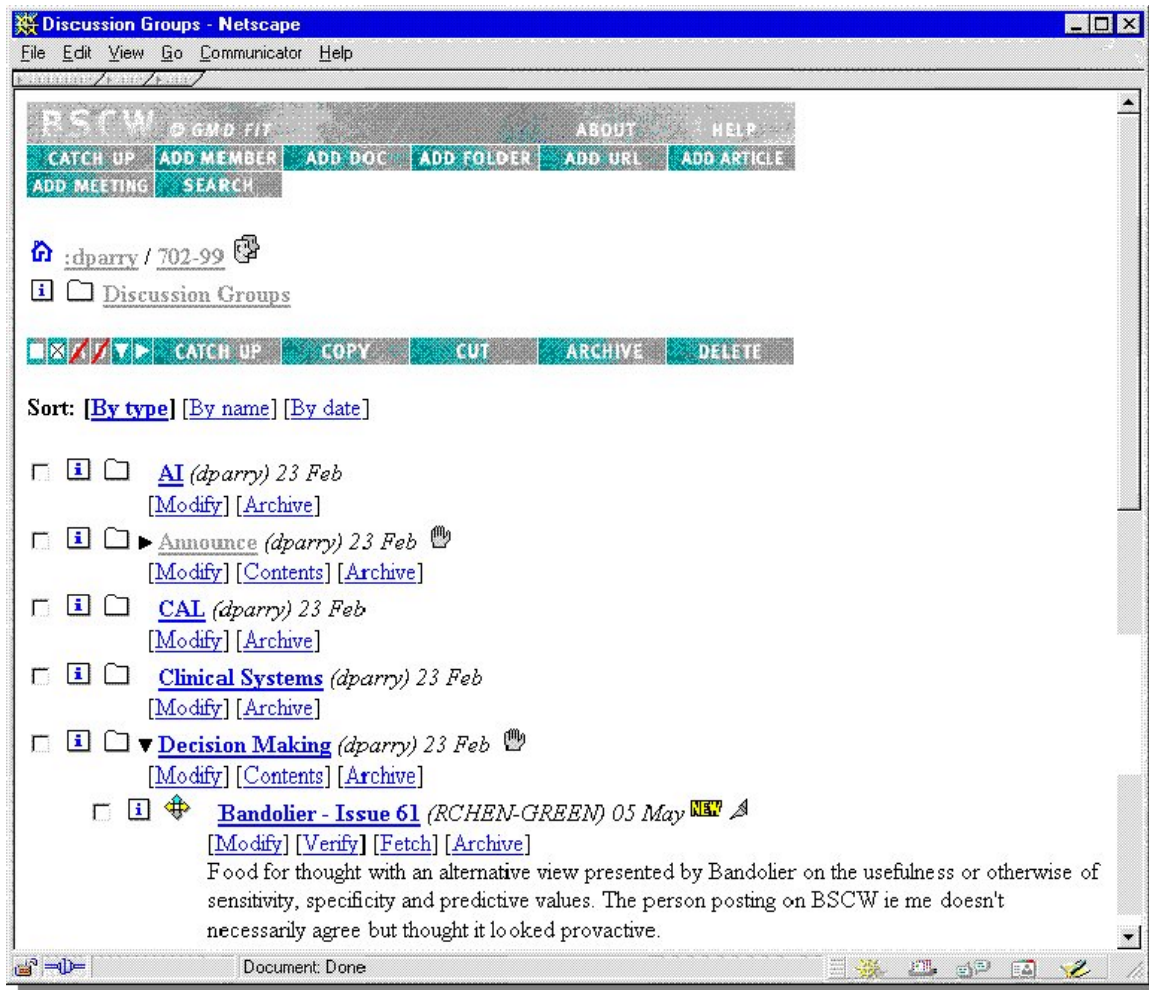 Discussion Groups - Netscape
File Edit View Go Communicator Help
BSCW © GMD FIT ABOUT HELP
CATCH UP ADD MEMBER ADD DOC ADD FOLDER ADD URL ADD ARTICLE
ADD MEETING SEARCH
:dparry / 702-99
i Discussion Groups
CATCH UP COPY CUT ARCHIVE DELETE
Sort: [By type] [By name] [By date]
i AI (dparry) 23 Feb
[Modify] [Archive]
i Announce (dparry) 23 Feb
[Modify] [Contents] [Archive]
i CAL (dparry) 23 Feb
[Modify] [Archive]
i Clinical Systems (dparry) 23 Feb
[Modify] [Archive]
i Decision Making (dparry) 23 Feb
[Modify] [Contents] [Archive]
i Bandolier - Issue 61 (RCHEN-GREEN) 05 May NEW
[Modify] [Verify] [Fetch] [Archive]
Food for thought with an alternative view presented by Bandolier on the usefulness or otherwise of
sensitivity, specificity and predictive values. The person posting on BSCW ie me doesn't
necessarily agree but thought it looked provactive.
Document: Done